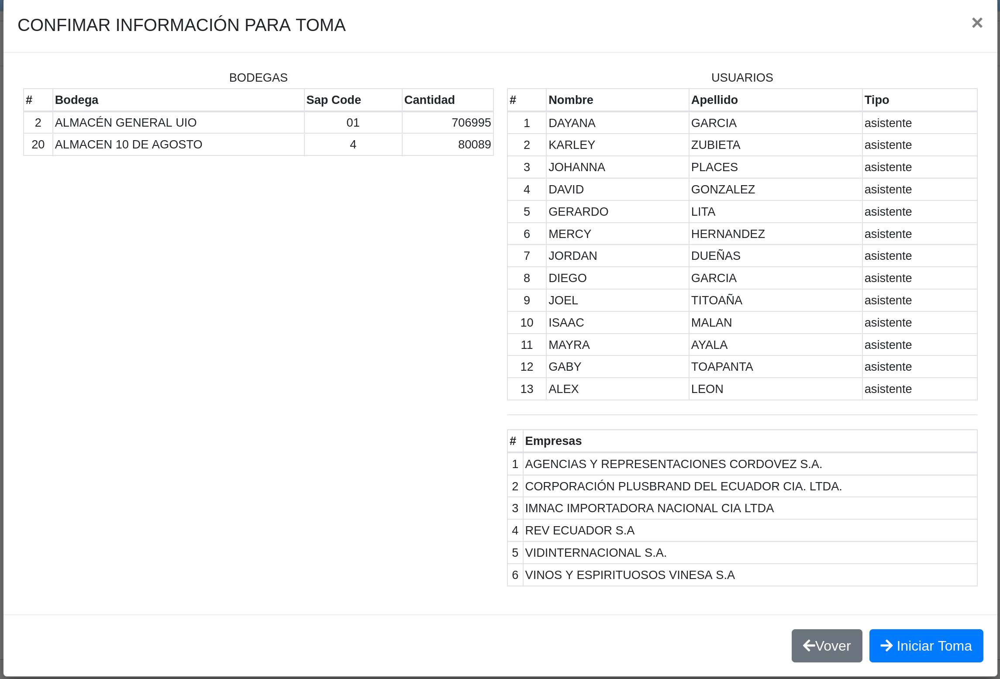 CONFIMAR INFORMACIÓN PARA TOMA ×
BODEGAS
# Bodega Sap Code Cantidad
2 ALMACÉN GENERAL UIO 01 706995
20 ALMACEN 10 DE AGOSTO 4 80089
USUARIOS
# Nombre Apellido Tipo
1 DAYANA GARCIA asistente
2 KARLEY ZUBIETA asistente
3 JOHANNA PLACES asistente
4 DAVID GONZALEZ asistente
5 GERARDO LITA asistente
6 MERCY HERNANDEZ asistente
7 JORDAN DUEÑAS asistente
8 DIEGO GARCIA asistente
9 JOEL TITOAÑA asistente
10 ISAAC MALAN asistente
11 MAYRA AYALA asistente
12 GABY TOAPANTA asistente
13 ALEX LEON asistente
# Empresas
1 AGENCIAS Y REPRESENTACIONES CORDOVEZ S.A.
2 CORPORACIÓN PLUSBRAND DEL ECUADOR CIA. LTDA.
3 IMNAC IMPORTADORA NACIONAL CIA LTDA
4 REV ECUADOR S.A
5 VIDINTERNACIONAL S.A.
6 VINOS Y ESPIRITUOSOS VINESA S.A
Vover Iniciar Toma